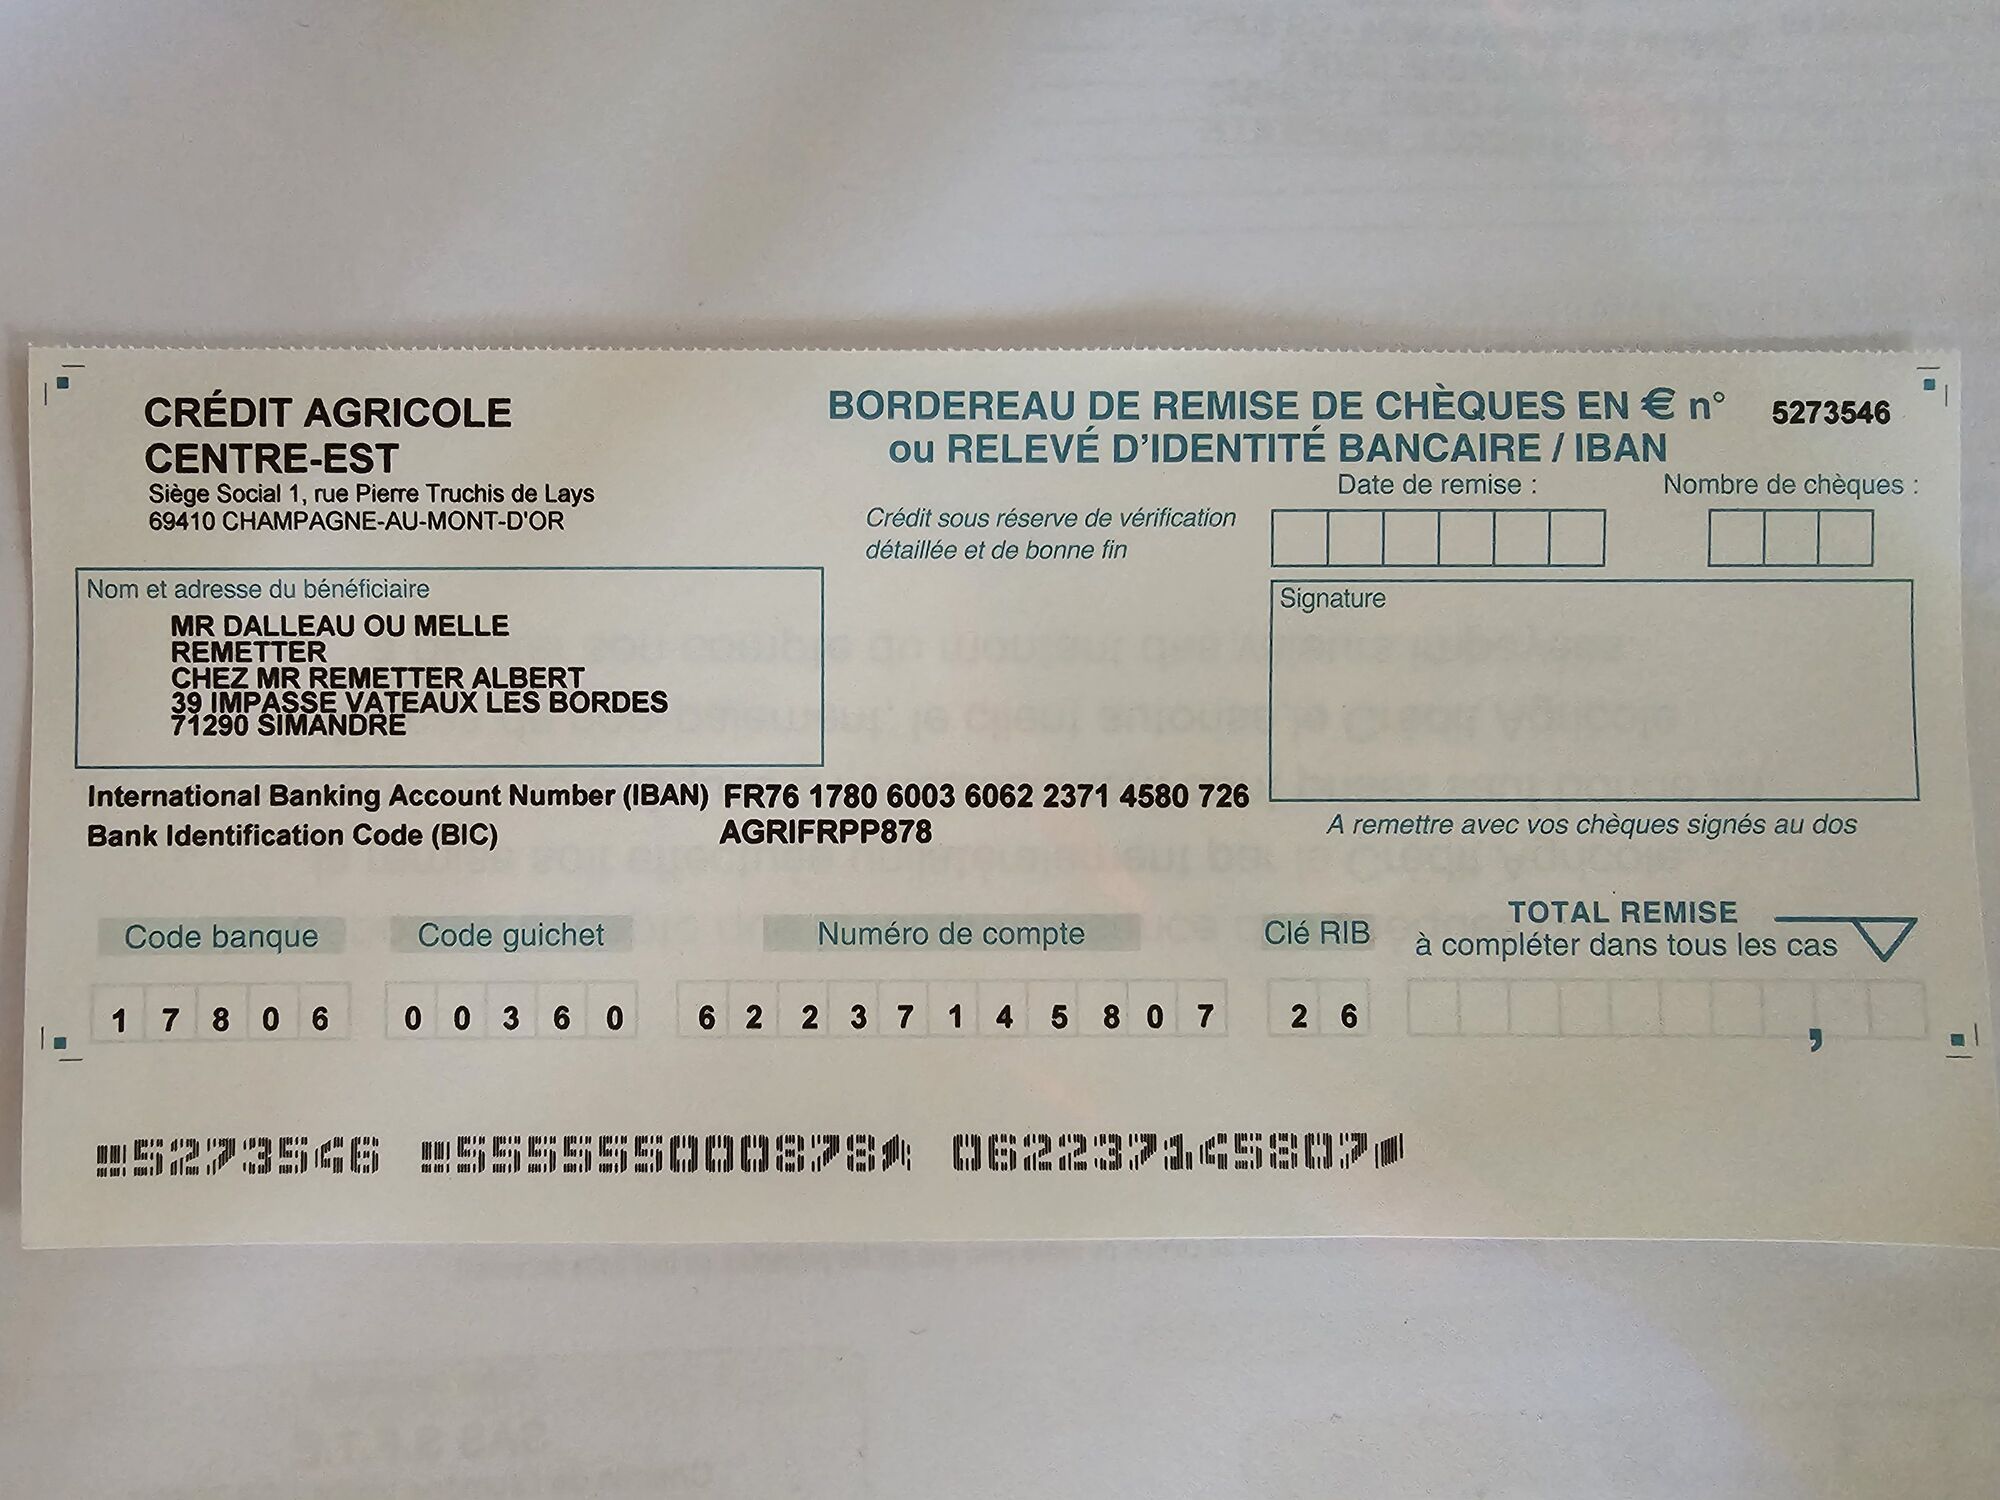 CRÉDIT AGRICOLE
CENTRE-EST
Siège Social 1, rue Pierre Truchis de Lays
69410 CHAMPAGNE-AU-MONT-D'OR
BORDEREAU DE REMISE DE CHÈQUES EN € n° 5273546
ou RELEVÉ D'IDENTITÉ BANCAIRE / IBAN
Date de remise :
Nombre de chèques :
Crédit sous réserve de vérification
détaillée et de bonne fin
Nom et adresse du bénéficiaire
MR DALLEAU OU MELLE
REMETTER
CHEZ MR REMETTER ALBERT
39 IMPASSE VATEAUX LES BORDES
71290 SIMANDRE
Signature
International Banking Account Number (IBAN) FR76 1780 6003 6062 2371 4580 726
Bank Identification Code (BIC) AGRIFRPP878
A remettre avec vos chèques signés au dos
Code banque Code guichet Numéro de compte Clé RIB
TOTAL REMISE
à compléter dans tous les cas
1 7 8 0 6 0 0 3 6 0 6 2 2 3 7 1 4 5 8 0 7 2 6 ,
5273546 555555000878 062237145807